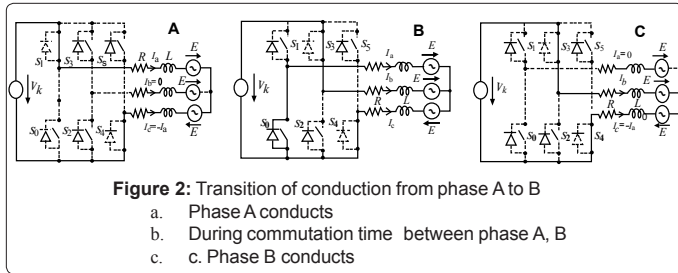 A
S1
S3
S5
R
Ia
L
E
Vk
Ib=0
E
S0
S2
S4
Ic=-Ia
E
B
S1
S3
S5
R
Ia
L
E
Vk
Ib
E
R
L
S0
S2
S4
Ic
E
C
S1
S3
S5
Ia=0
E
Vk
Ib
E
R
L
S0
S2
S4
Ic=-Ia
E
Figure 2: Transition of conduction from phase A to B
a. Phase A conducts
b. During commutation time between phase A, B
c. c. Phase B conducts